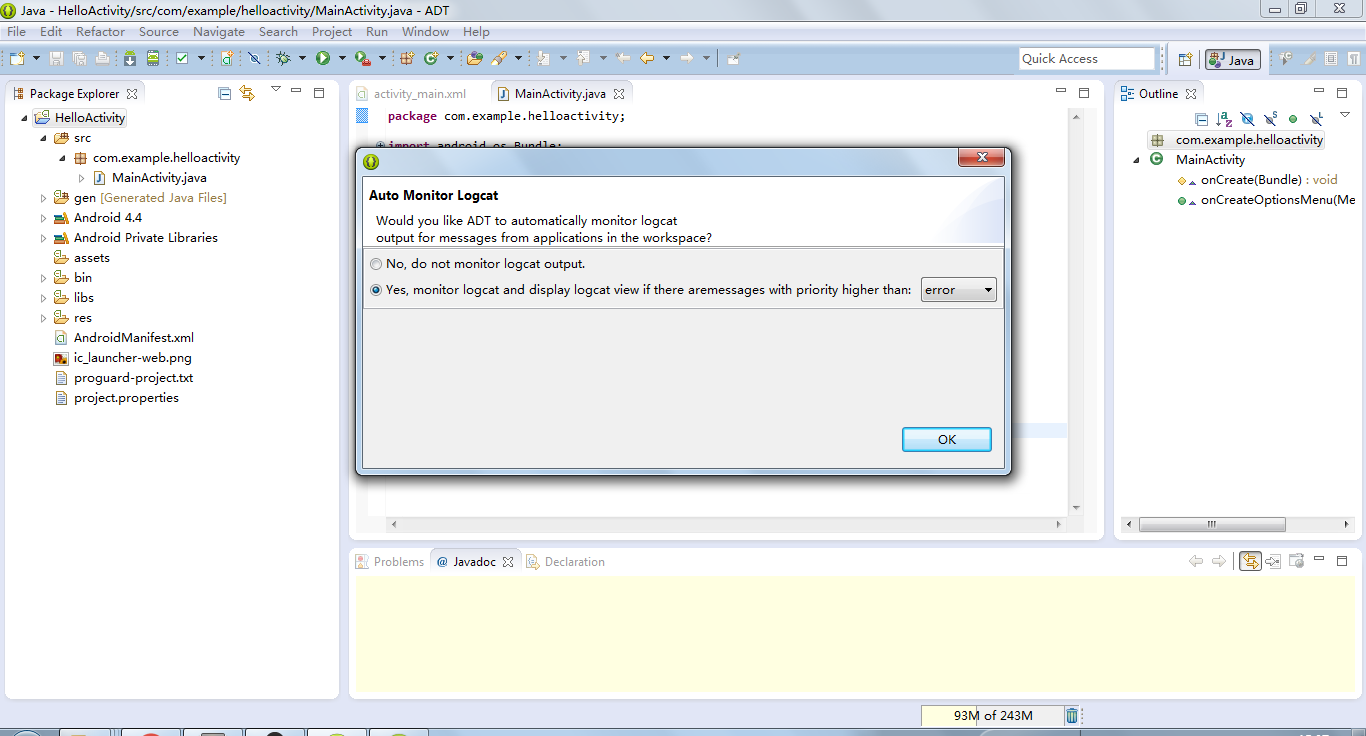 Java - HelloActivity/src/com/example/helloactivity/MainActivity.java - ADT
File Edit Refactor Source Navigate Search Project Run Window Help
Quick Access
Java
Package Explorer
HelloActivity
src
com.example.helloactivity
MainActivity.java
gen [Generated Java Files]
Android 4.4
Android Private Libraries
assets
bin
libs
res
AndroidManifest.xml
ic_launcher-web.png
proguard-project.txt
project.properties
activity_main.xml
MainActivity.java
package com.example.helloactivity;
import android.os.Bundle;
Auto Monitor Logcat
Would you like ADT to automatically monitor logcat
output for messages from applications in the workspace?
No, do not monitor logcat output.
Yes, monitor logcat and display logcat view if there aremessages with priority higher than: error
OK
Outline
com.example.helloactivity
MainActivity
onCreate(Bundle) : void
onCreateOptionsMenu(Me
Problems @ Javadoc Declaration
93M of 243M